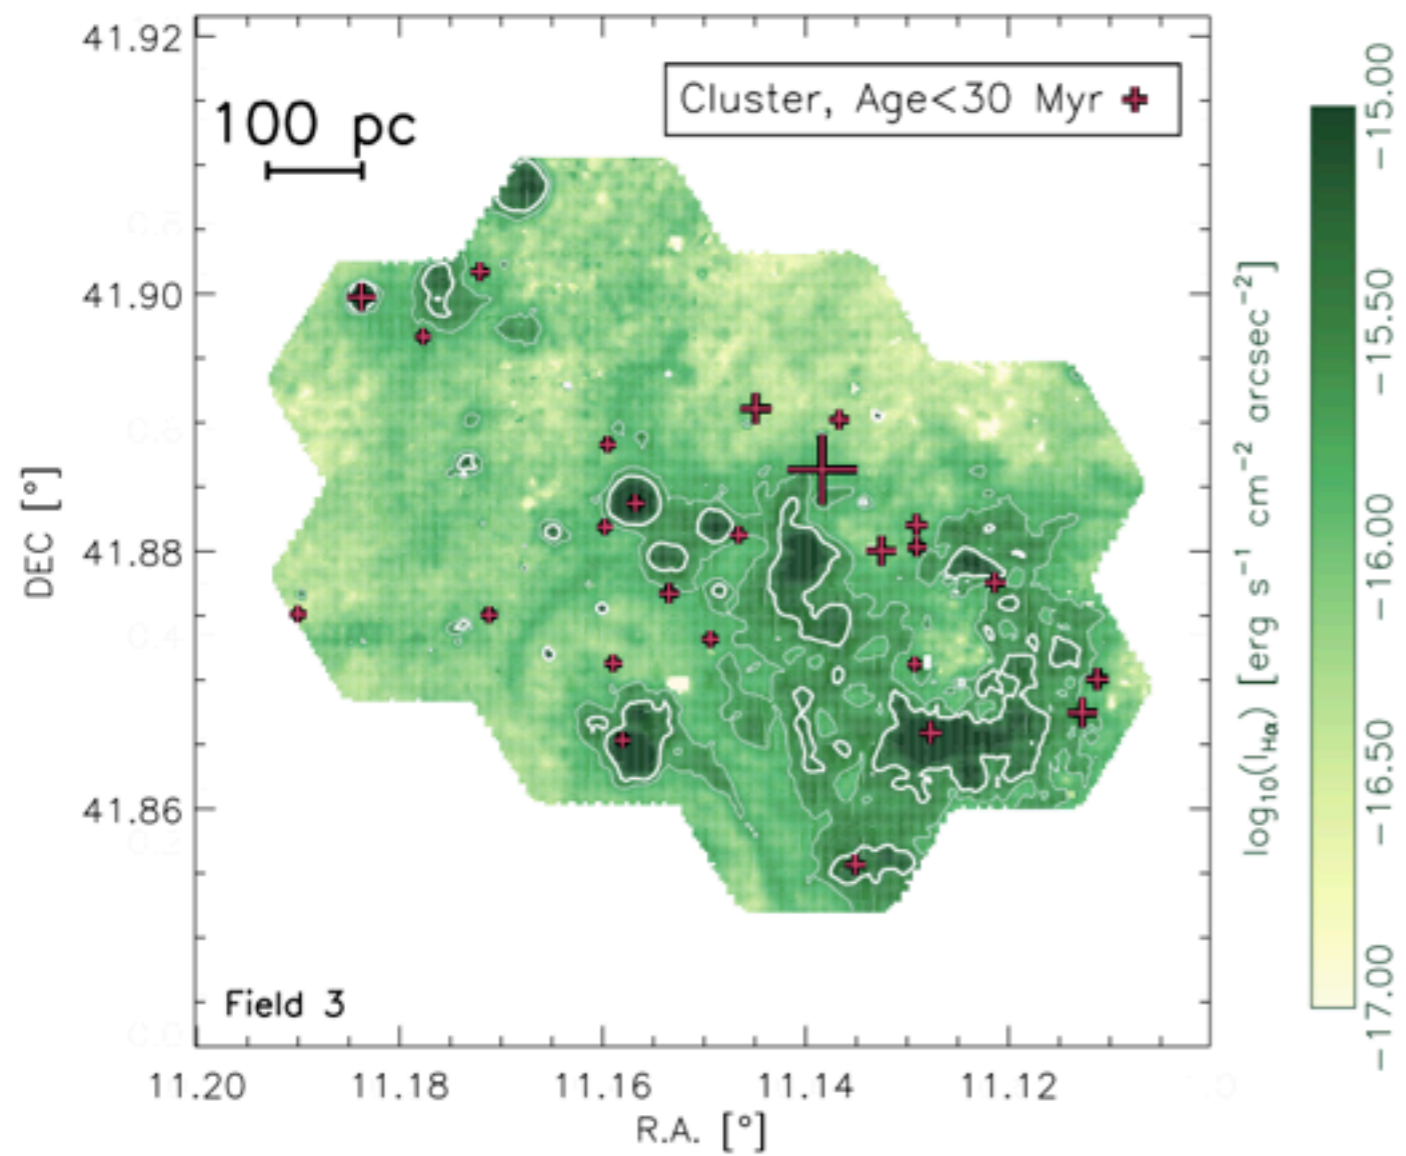 41.92
Cluster, Age<30 Myr
100 pc
41.90
41.88
41.86
DEC [°]
Field 3
11.20 11.18 11.16 11.14 11.12
R.A. [°]
log₁₀(I_Hα) [erg s⁻¹ cm⁻² arcsec⁻²]
−15.00
−15.50
−16.00
−16.50
−17.00